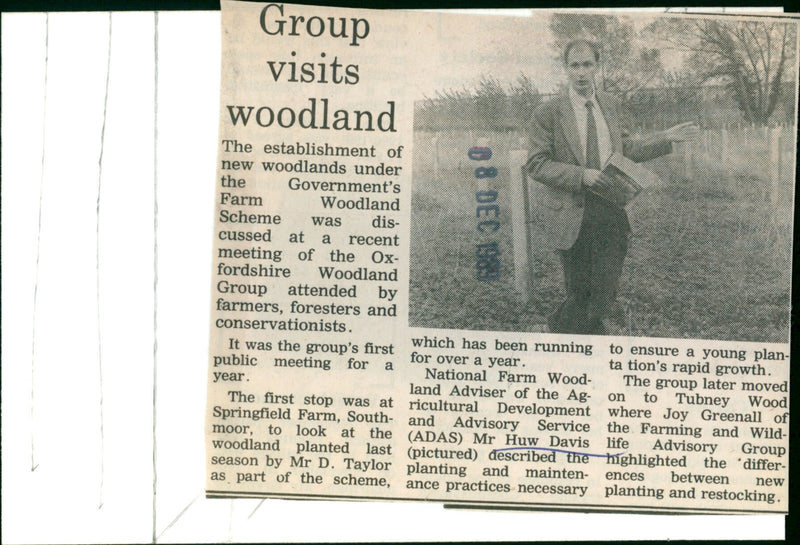 Group
visits
woodland
The establishment of
new woodlands under
the Government's
Farm Woodland
Scheme was dis-
cussed at a recent
meeting of the Ox-
fordshire Woodland
Group attended by
farmers, foresters and
conservationists.
It was the group's first
public meeting for a
year.
The first stop was at
Springfield Farm, South-
moor, to look at the
woodland planted last
season by Mr D. Taylor
as part of the scheme,
08 DEC 1989
which has been running
for over a year.
National Farm Wood-
land Adviser of the Ag-
ricultural Development
and Advisory Service
(ADAS) Mr Huw Davis
(pictured) described the
planting and mainten-
ance practices necessary
to ensure a young plan-
ta tion's rapid growth.
The group later moved
on to Tubney Wood
where Joy Greenall of
the Farming and Wild-
life Advisory Group
highlighted the differ-
ences between new
planting and restocking.